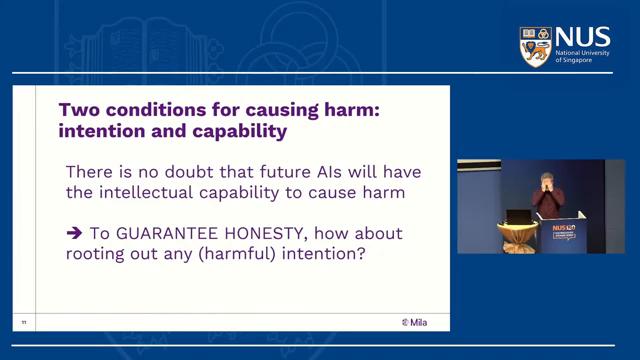 NUS
National University
of Singapore
Two conditions for causing harm:
intention and capability
There is no doubt that future AIs will have
the intellectual capability to cause harm
➔ To GUARANTEE HONESTY, how about
rooting out any (harmful) intention?
11
Mila